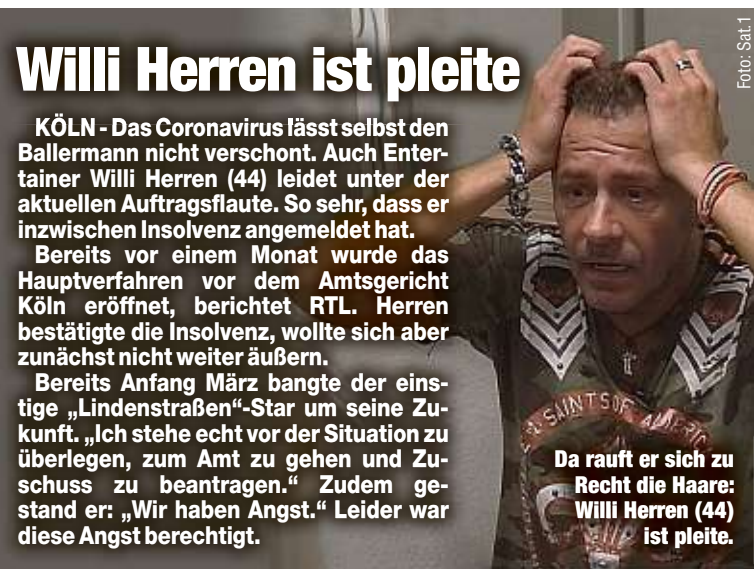 Foto: Sat.1
Willi Herren ist pleite
KÖLN - Das Coronavirus lässt selbst den
Ballermann nicht verschont. Auch Enter-
tainer Willi Herren (44) leidet unter der
aktuellen Auftragsflaute. So sehr, dass er
inzwischen Insolvenz angemeldet hat.
Bereits vor einem Monat wurde das
Hauptverfahren vor dem Amtsgericht
Köln eröffnet, berichtet RTL. Herren
bestätigte die Insolvenz, wollte sich aber
zunächst nicht weiter äußern.
Bereits Anfang März bangte der eins-
tige „Lindenstraßen“-Star um seine Zu-
kunft. „Ich stehe echt vor der Situation zu
überlegen, zum Amt zu gehen und Zu-
schuss zu beantragen.“ Zudem ge-
stand er: „Wir haben Angst.“ Leider war
diese Angst berechtigt.
SAINTS OF
Da rauft er sich zu
Recht die Haare:
Willi Herren (44)
ist pleite.